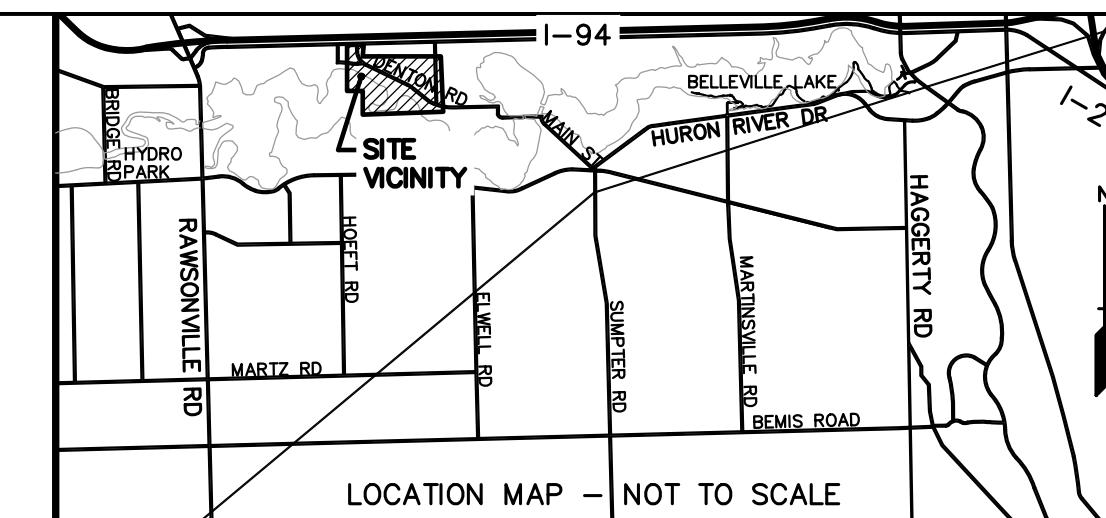 I-94
DENTON RD
BELLEVILLE LAKE
BRIDGE RD
MAIN ST
HURON RIVER DR
SITE
VICINITY
HYDRO
PARK
RAWSONVILLE RD
HOEFT RD
HAGGERTY RD
ELWELL RD
SUMPTER RD
MARTINSVILLE RD
MARTZ RD
BEMIS ROAD
LOCATION MAP - NOT TO SCALE